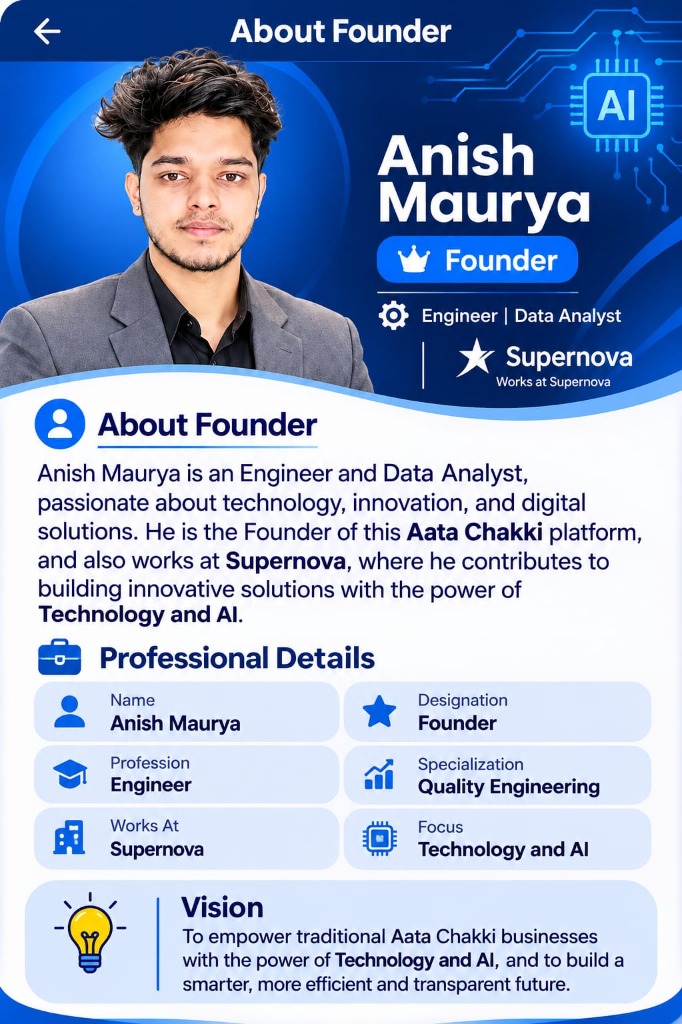 About Founder
AI
Anish
Maurya
Founder
Engineer | Data Analyst
Supernova
Works at Supernova
About Founder
Anish Maurya is an Engineer and Data Analyst,
passionate about technology, innovation, and digital
solutions. He is the Founder of this Aata Chakki platform,
and also works at Supernova, where he contributes to
building innovative solutions with the power of
Technology and AI.
Professional Details
Name
Anish Maurya
Designation
Founder
Profession
Engineer
Specialization
Quality Engineering
Works At
Supernova
Focus
Technology and AI
Vision
To empower traditional Aata Chakki businesses
with the power of Technology and AI, and to build a
smarter, more efficient and transparent future.